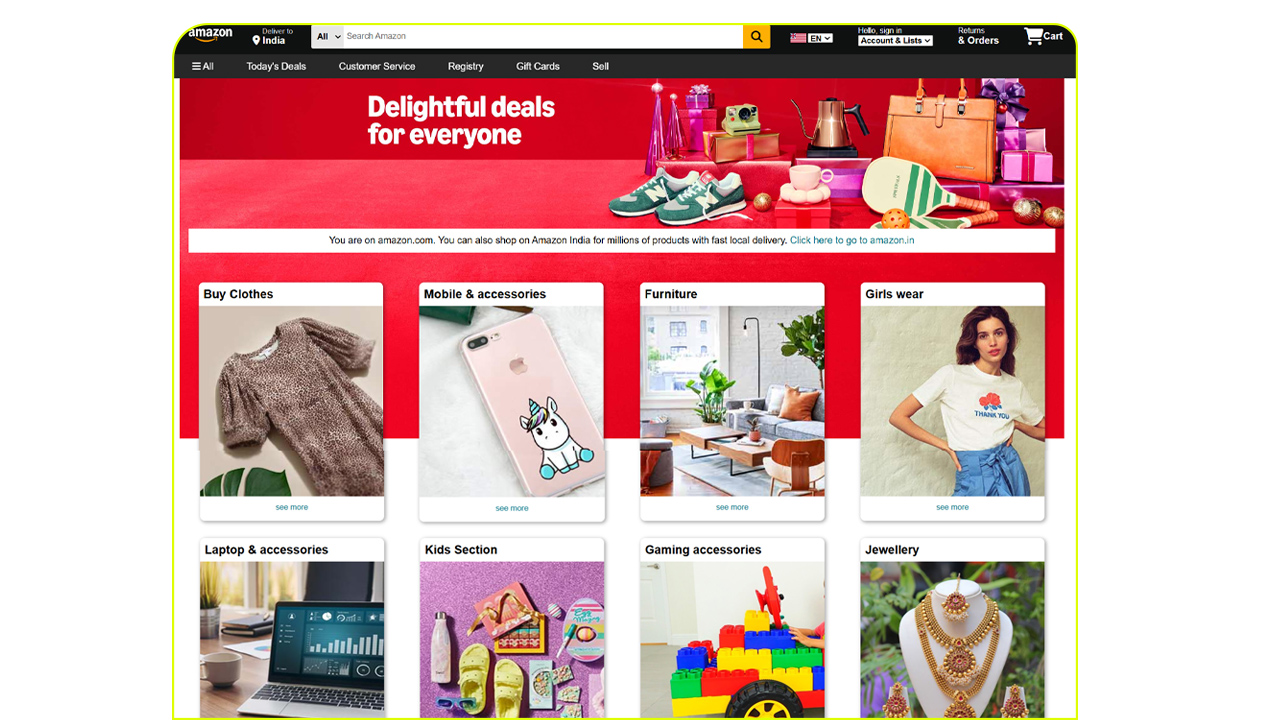 amazon
Deliver to
India
All
Search Amazon
EN
Hello, sign in
Account & Lists
Returns
& Orders
Cart
All
Today's Deals
Customer Service
Registry
Gift Cards
Sell
Delightful deals
for everyone
You are on amazon.com. You can also shop on Amazon India for millions of products with fast local delivery. Click here to go to amazon.in
Buy Clothes
Mobile & accessories
Furniture
Girls wear
THANK YOU
see more
see more
see more
see more
Laptop & accessories
Kids Section
Gaming accessories
Jewellery